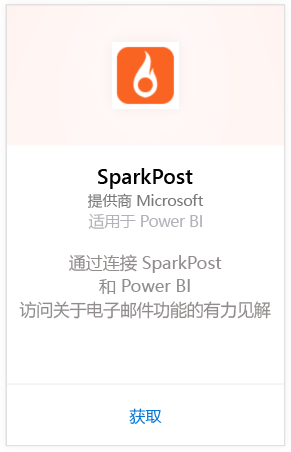 SparkPost
提供商 Microsoft
适用于 Power BI
通过连接 SparkPost
和 Power BI
访问关于电子邮件功能的有力见解
获取